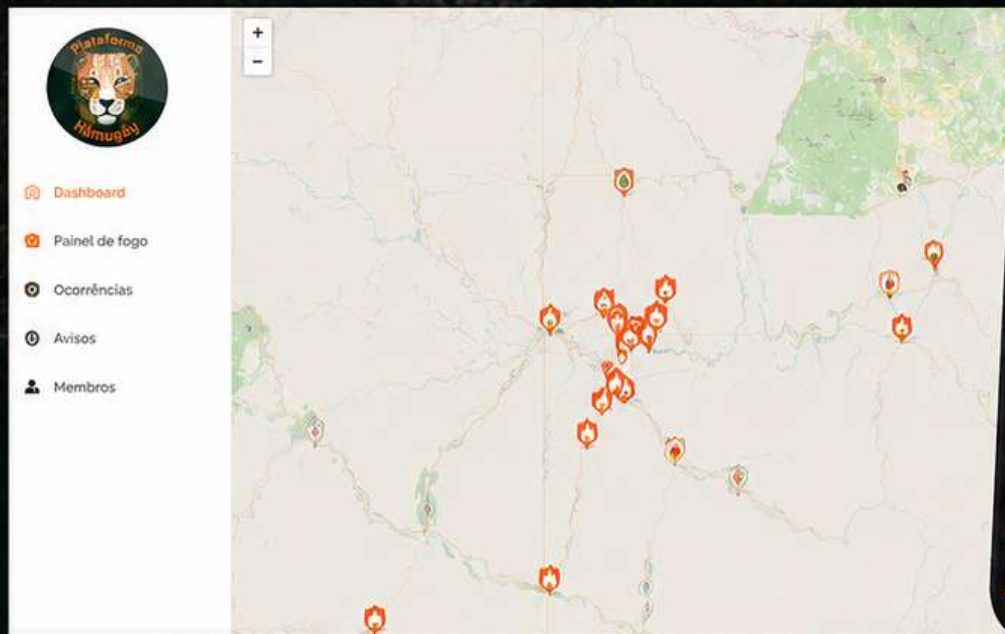 Plataforma
Hãmugãy
Dashboard
Painel de fogo
Ocorrências
Avisos
Membros
+
−